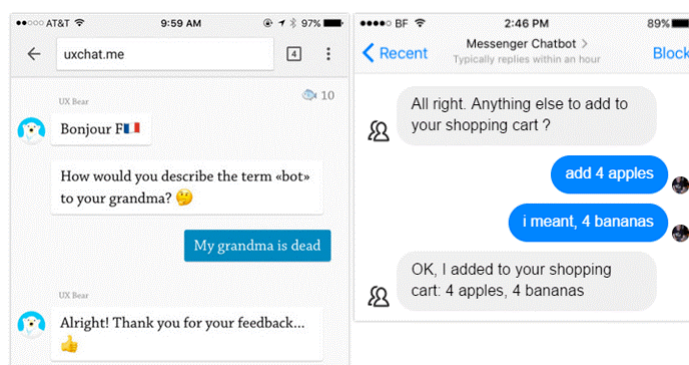 AT&T 9:59 AM 97%
uxchat.me 4
10
UX Bear
Bonjour F🇫🇷
How would you describe the term «bot»
to your grandma? 🤔
My grandma is dead
UX Bear
Alright! Thank you for your feedback...
👍
BF 2:46 PM 89%
Recent
Messenger Chatbot >
Typically replies within an hour
Block
All right. Anything else to add to
your shopping cart ?
add 4 apples
i meant, 4 bananas
OK, I added to your shopping
cart: 4 apples, 4 bananas